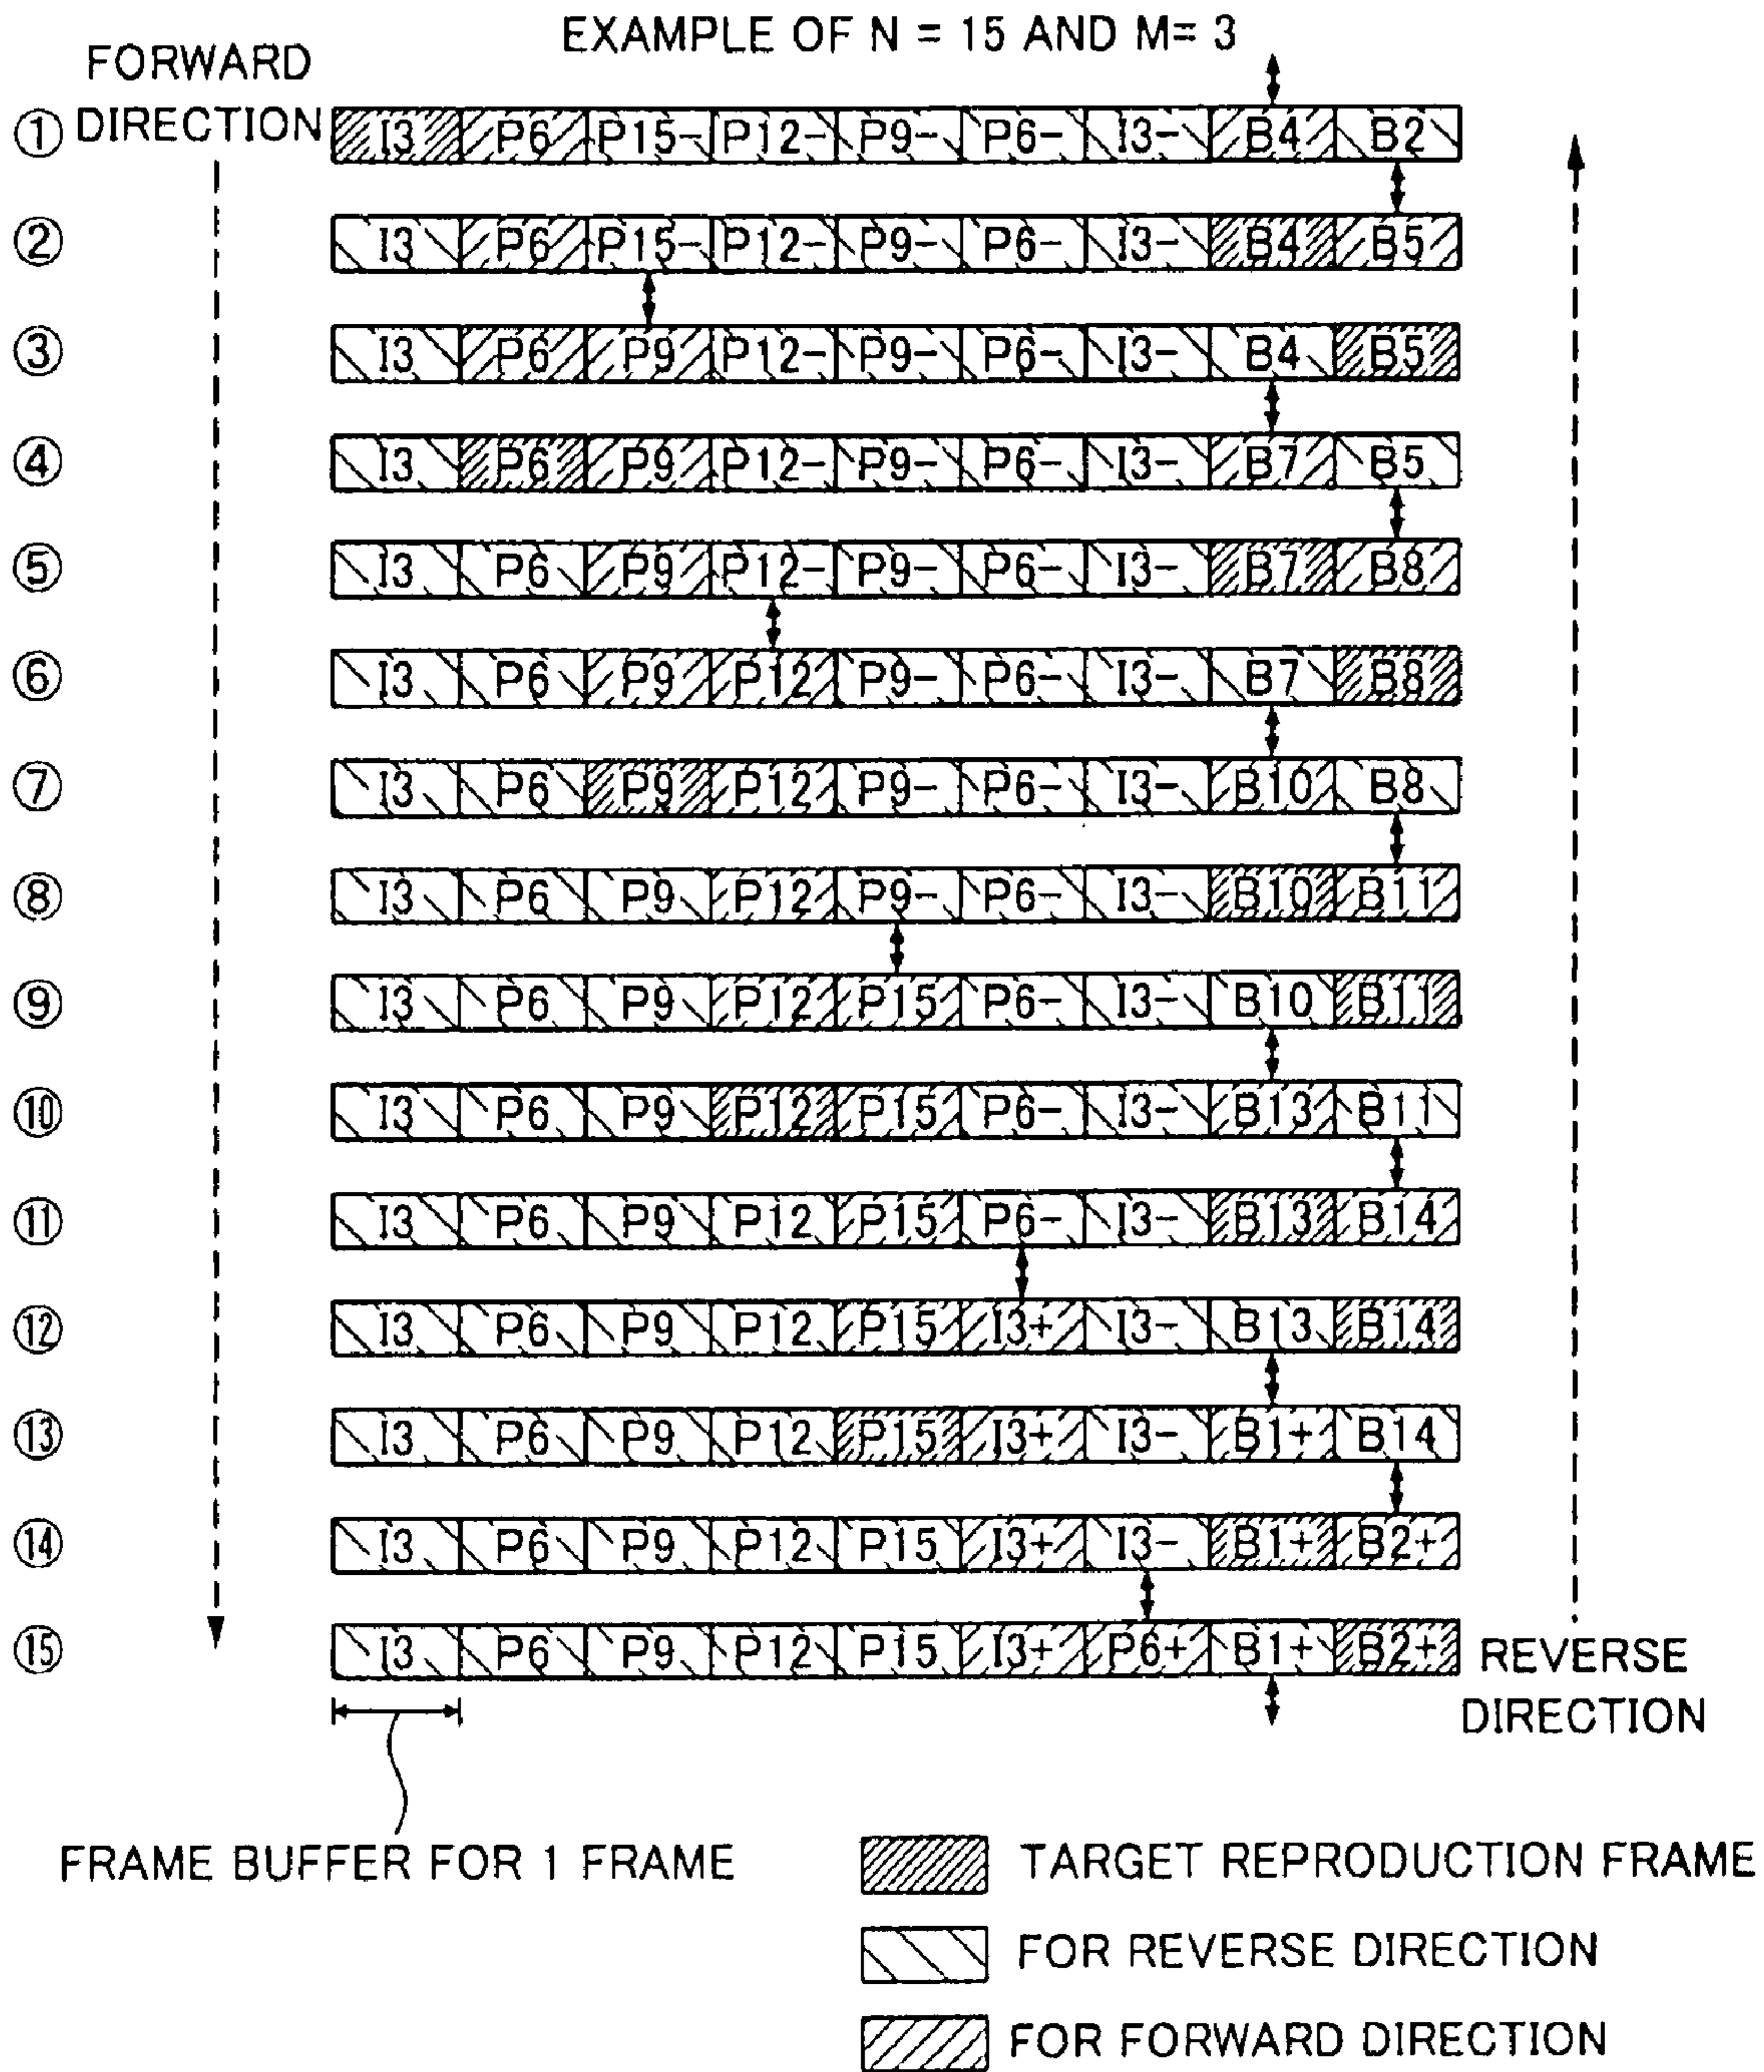 EXAMPLE OF N = 15 AND M= 3
FORWARD
DIRECTION
① I3 P6 P15- P12- P9- P6- I3- B4 B2
② I3 P6 P15- P12- P9- P6- I3- B4 B5
③ I3 P6 P9 P12- P9- P6- I3- B4 B5
④ I3 P6 P9 P12- P9- P6- I3- B7 B5
⑤ I3 P6 P9 P12- P9- P6- I3- B7 B8
⑥ I3 P6 P9 P12 P9- P6- I3- B7 B8
⑦ I3 P6 P9 P12 P9- P6- I3- B10 B8
⑧ I3 P6 P9 P12 P9- P6- I3- B10 B11
⑨ I3 P6 P9 P12 P15 P6- I3- B10 B11
⑩ I3 P6 P9 P12 P15 P6- I3- B13 B11
⑪ I3 P6 P9 P12 P15 P6- I3- B13 B14
⑫ I3 P6 P9 P12 P15 I3+ I3- B13 B14
⑬ I3 P6 P9 P12 P15 I3+ I3- B1+ B14
⑭ I3 P6 P9 P12 P15 I3+ I3- B1+ B2+
⑮ I3 P6 P9 P12 P15 I3+ P6+ B1+ B2+
REVERSE
DIRECTION
FRAME BUFFER FOR 1 FRAME
TARGET REPRODUCTION FRAME
FOR REVERSE DIRECTION
FOR FORWARD DIRECTION